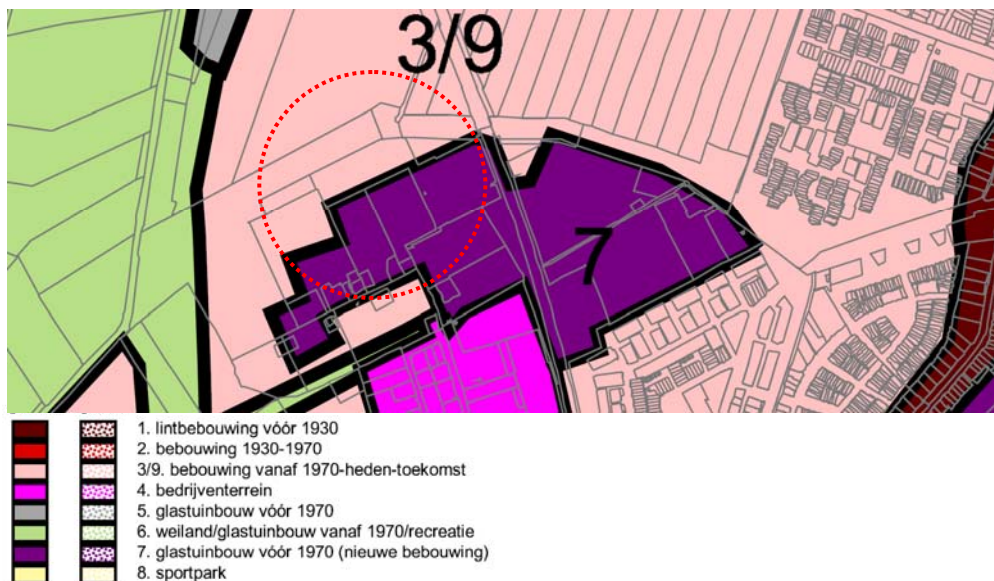 3/9
7
1. lintbebouwing vóór 1930
2. bebouwing 1930-1970
3/9. bebouwing vanaf 1970-heden-toekomst
4. bedrijventerrein
5. glastuinbouw vóór 1970
6. weiland/glastuinbouw vanaf 1970/recreatie
7. glastuinbouw vóór 1970 (nieuwe bebouwing)
8. sportpark